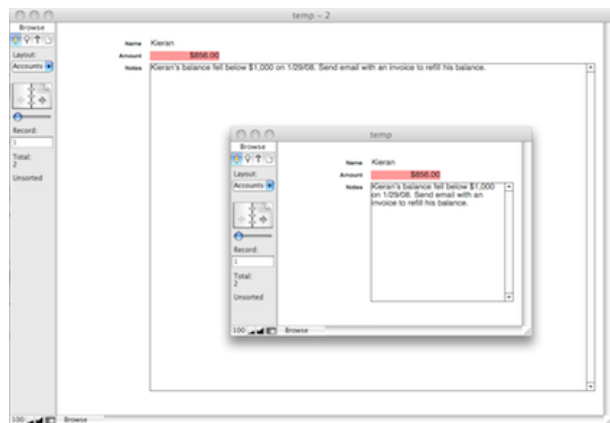 temp – 2
Browse
Layout:
Accounts
Record:
1
Total:
2
Unsorted
Name Kieran
Amount $856.00
Notes Kieran's balance fell below $1,000 on 1/29/08. Send email with an invoice to refill his balance.
temp
Browse
Layout:
Accounts
Record:
1
Total:
2
Unsorted
Name Kieran
Amount $856.00
Notes Kieran's balance fell below $1,000
on 1/29/08. Send email with an
invoice to refill his balance.
100 Browse
100 Browse